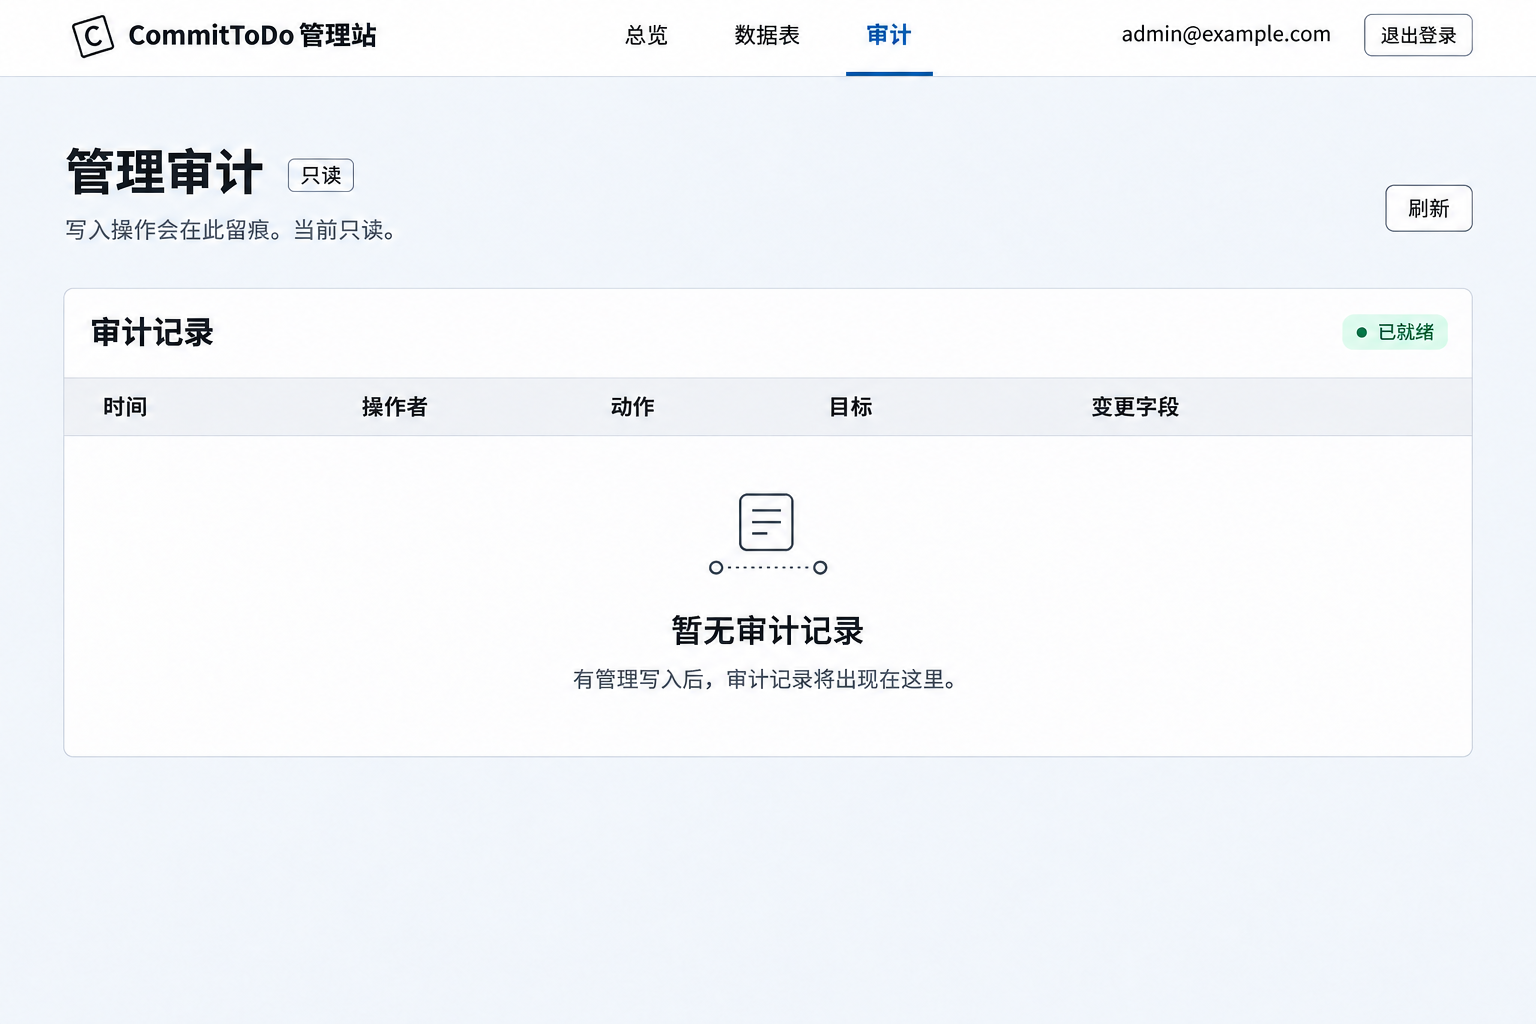 C CommitToDo 管理站 总览 数据表 审计 admin@example.com 退出登录
管理审计 只读
写入操作会在此留痕。当前只读。
刷新
审计记录 已就绪
时间 操作者 动作 目标 变更字段
暂无审计记录
有管理写入后，审计记录将出现在这里。